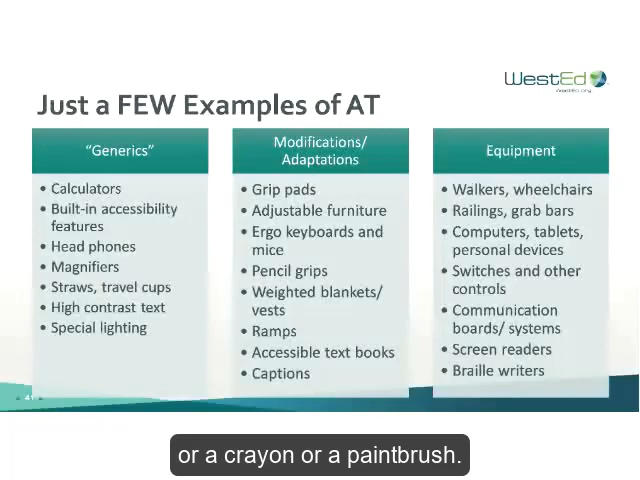 WestEd
WestEd.org
Just a FEW Examples of AT
"Generics"
• Calculators
• Built-in accessibility
features
• Head phones
• Magnifiers
• Straws, travel cups
• High contrast text
• Special lighting
Modifications/
Adaptations
• Grip pads
• Adjustable furniture
• Ergo keyboards and
mice
• Pencil grips
• Weighted blankets/
vests
• Ramps
• Accessible text books
• Captions
Equipment
• Walkers, wheelchairs
• Railings, grab bars
• Computers, tablets,
personal devices
• Switches and other
controls
• Communication
boards/ systems
• Screen readers
• Braille writers
41
or a crayon or a paintbrush.